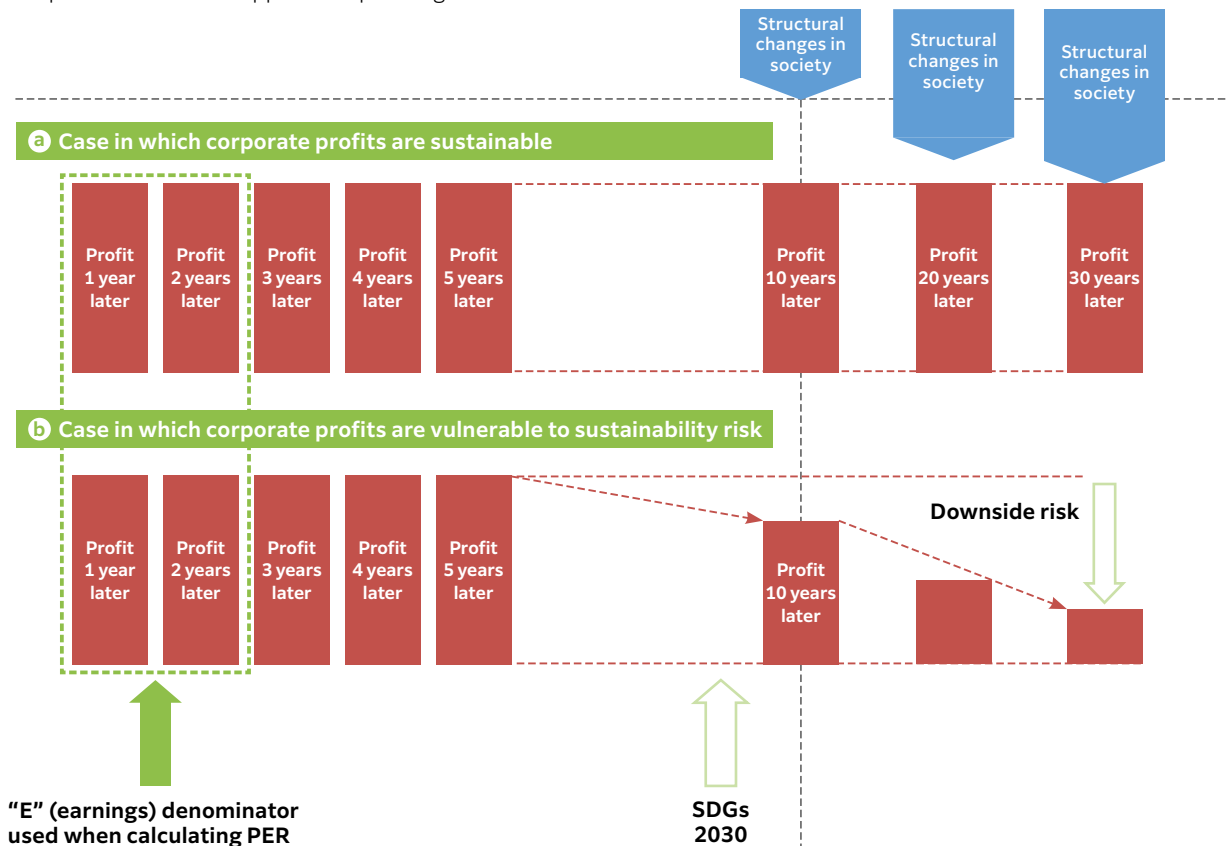 Structural
changes in
society
Structural
changes in
society
Structural
changes in
society
a Case in which corporate profits are sustainable
Profit
1 year
later
Profit
2 years
later
Profit
3 years
later
Profit
4 years
later
Profit
5 years
later
Profit
10 years
later
Profit
20 years
later
Profit
30 years
later
b Case in which corporate profits are vulnerable to sustainability risk
Profit
1 year
later
Profit
2 years
later
Profit
3 years
later
Profit
4 years
later
Profit
5 years
later
Profit
10 years
later
Downside risk
"E" (earnings) denominator
used when calculating PER
SDGs
2030